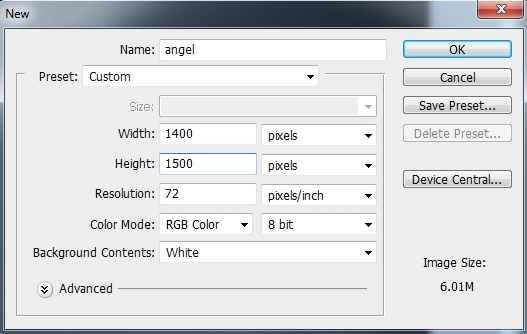 New
Name: angel OK
Preset: Custom Cancel
Size: Save Preset...
Width: 1400 pixels Delete Preset...
Height: 1500 pixels
Resolution: 72 pixels/inch Device Central...
Color Mode: RGB Color 8 bit
Background Contents: White
Image Size:
Advanced 6.01M